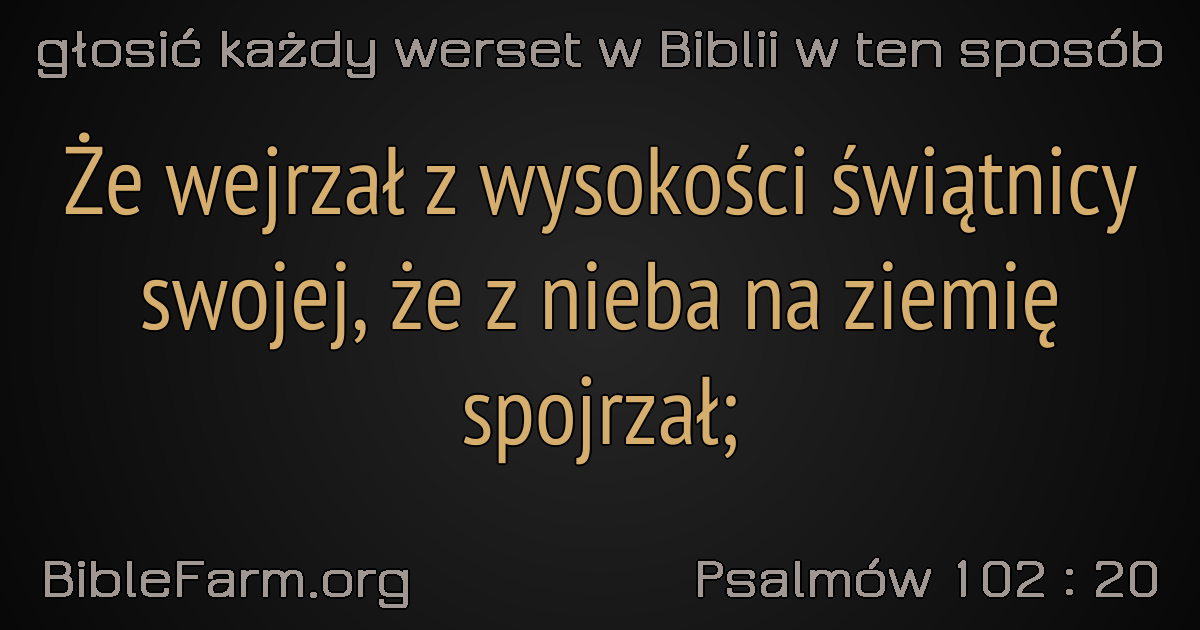 głosić każdy werset w Biblii w ten sposób
Że wejrzał z wysokości świątnicy
swojej, że z nieba na ziemię
spojrzał;
BibleFarm.org
Psalmów 102 : 20